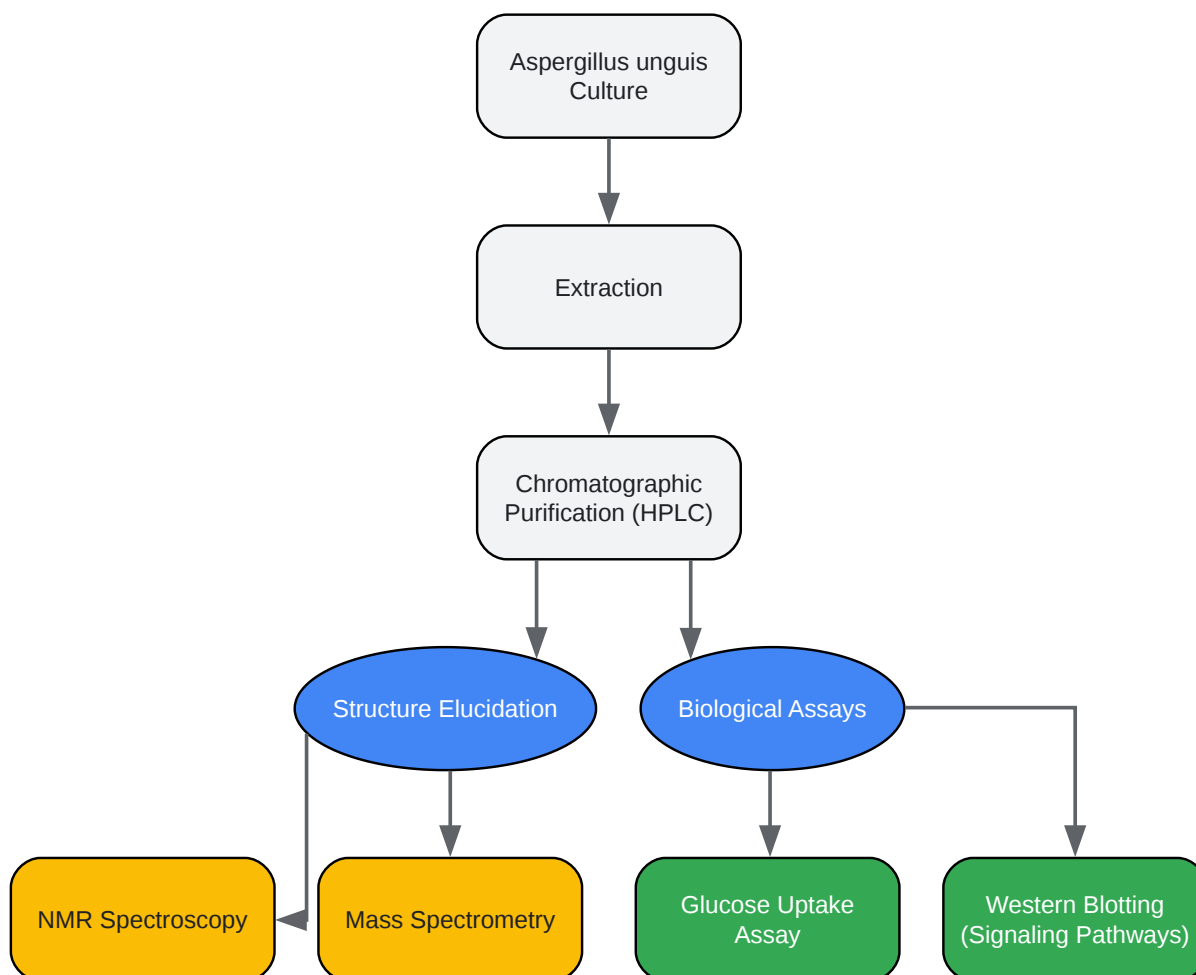 Aspergillus unguis
Culture
Extraction
Chromatographic
Purification (HPLC)
Structure Elucidation
Biological Assays
NMR Spectroscopy
Mass Spectrometry
Glucose Uptake
Assay
Western Blotting
(Signaling Pathways)